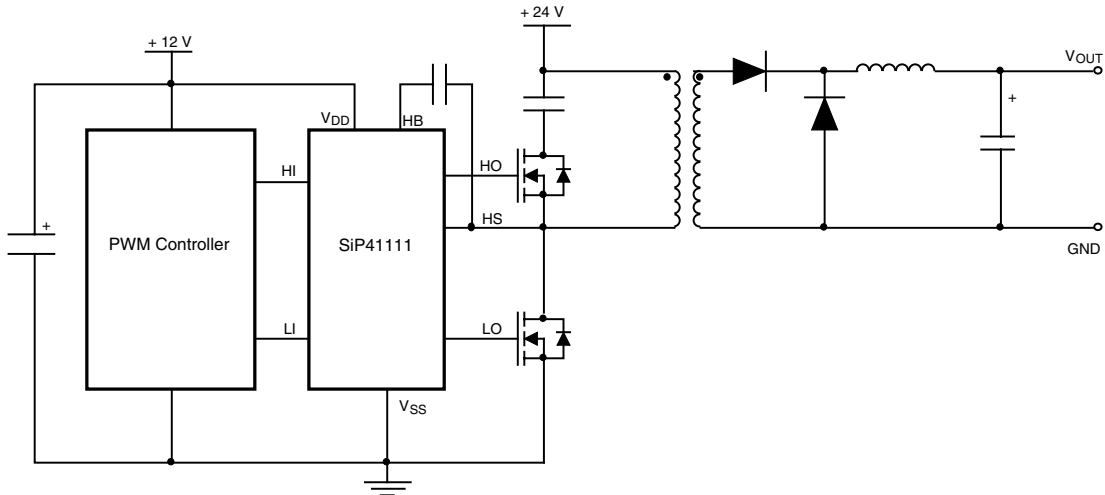 + 24 V
+ 12 V
VOUT
VDD
HB
+
HI
HO
+
PWM Controller
SiP41111
HS
GND
LI
LO
VSS